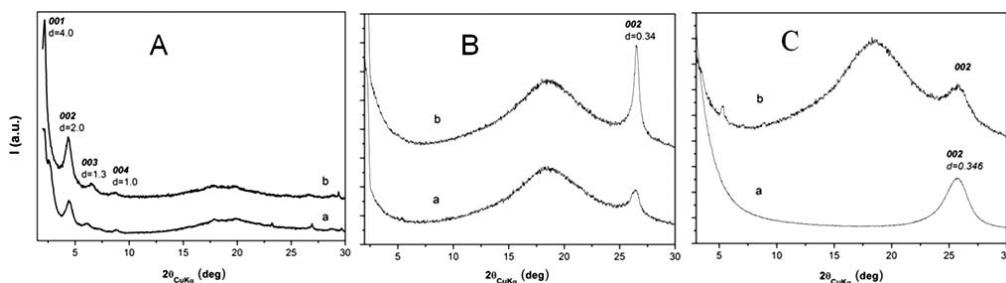 A
001
d=4.0
002
d=2.0
003
d=1.3
004
d=1.0
b
a
I (a.u.)
5 10 15 20 25 30
2θCuKα (deg)
B
002
d=0.34
b
a
5 10 15 20 25 30
2θCuKα (deg)
C
002
b
002
d=0.346
a
5 10 15 20 25 30
2θCuKα (deg)